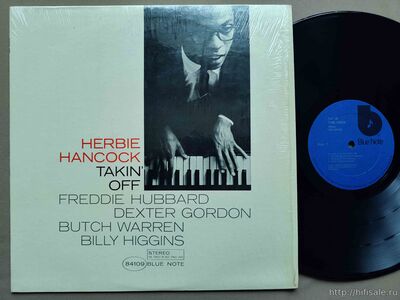 HERBIE
HANCOCK
TAKIN'
OFF
FREDDIE HUBBARD
DEXTER GORDON
BUTCH WARREN
BILLY HIGGINS
STEREO
84109 BLUE NOTE
Blue Note
https://hifisale.ru